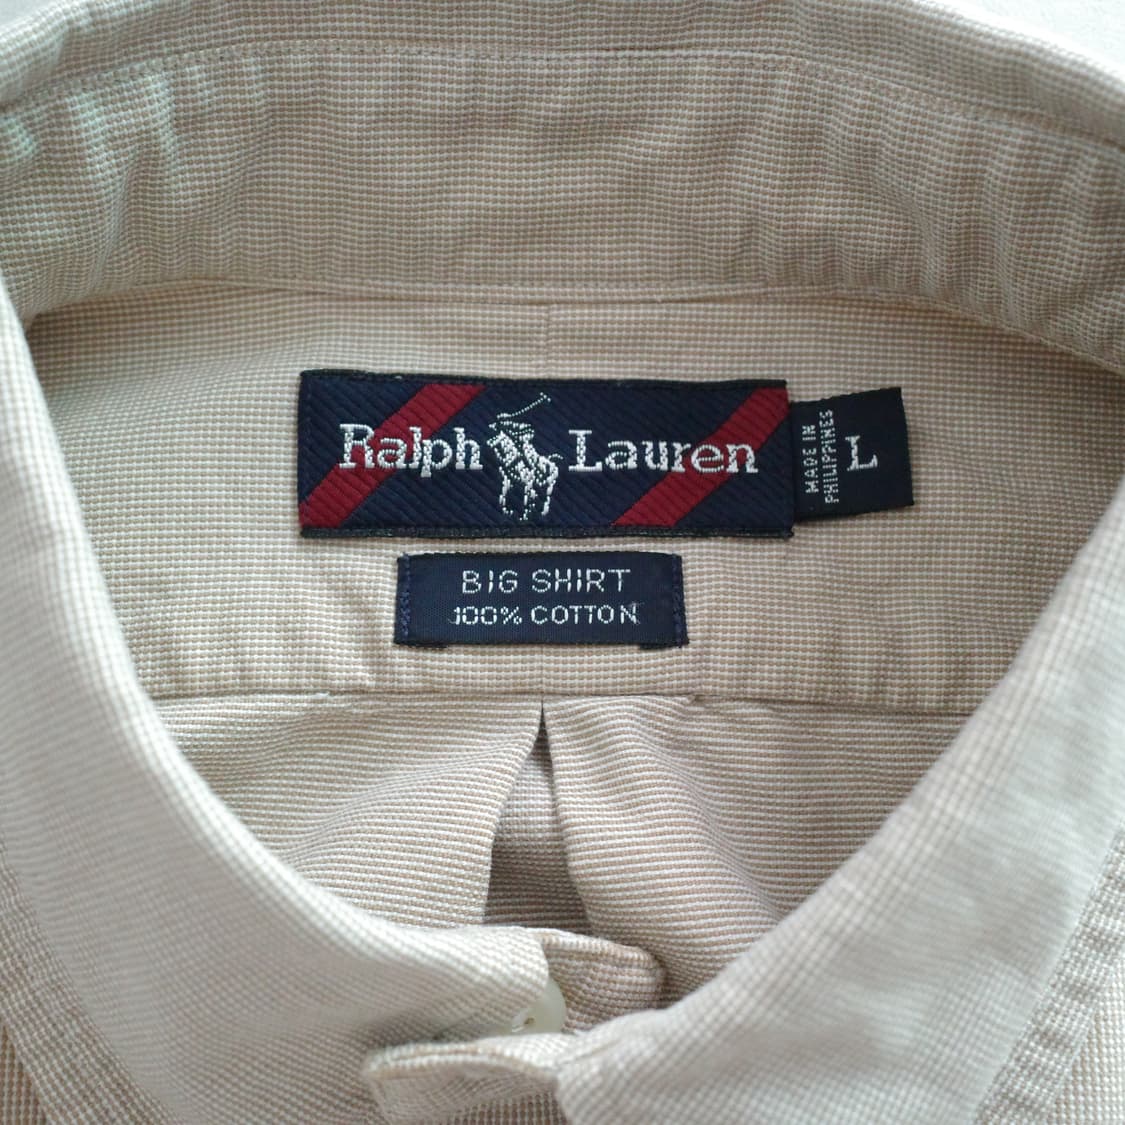 Ralph Lauren
MADE IN
PHILIPPINES
L
BIG SHIRT
100% COTTON